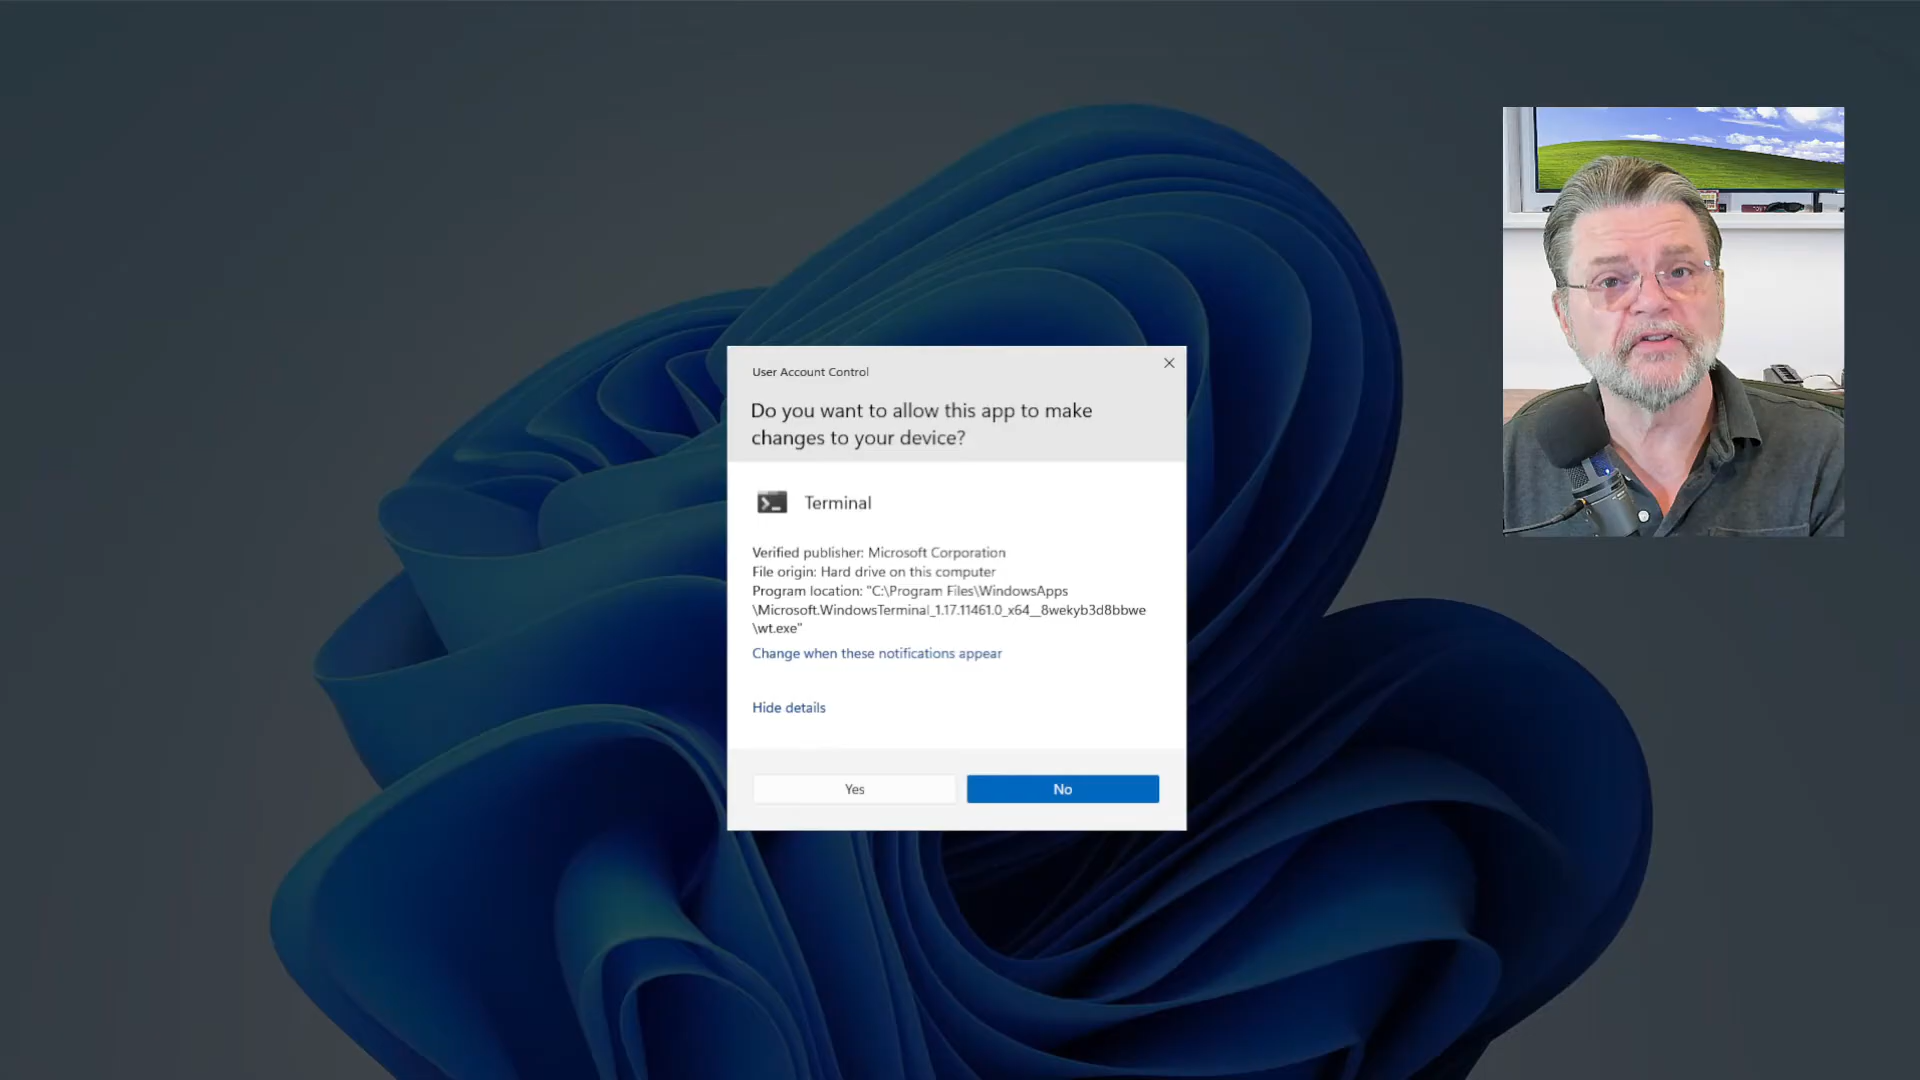 User Account Control
Do you want to allow this app to make
changes to your device?
Terminal
Verified publisher: Microsoft Corporation
File origin: Hard drive on this computer
Program location: "C:\Program Files\WindowsApps
\Microsoft.WindowsTerminal_1.17.11461.0_x64__8wekyb3d8bbwe
\wt.exe"
Change when these notifications appear
Hide details
Yes
No